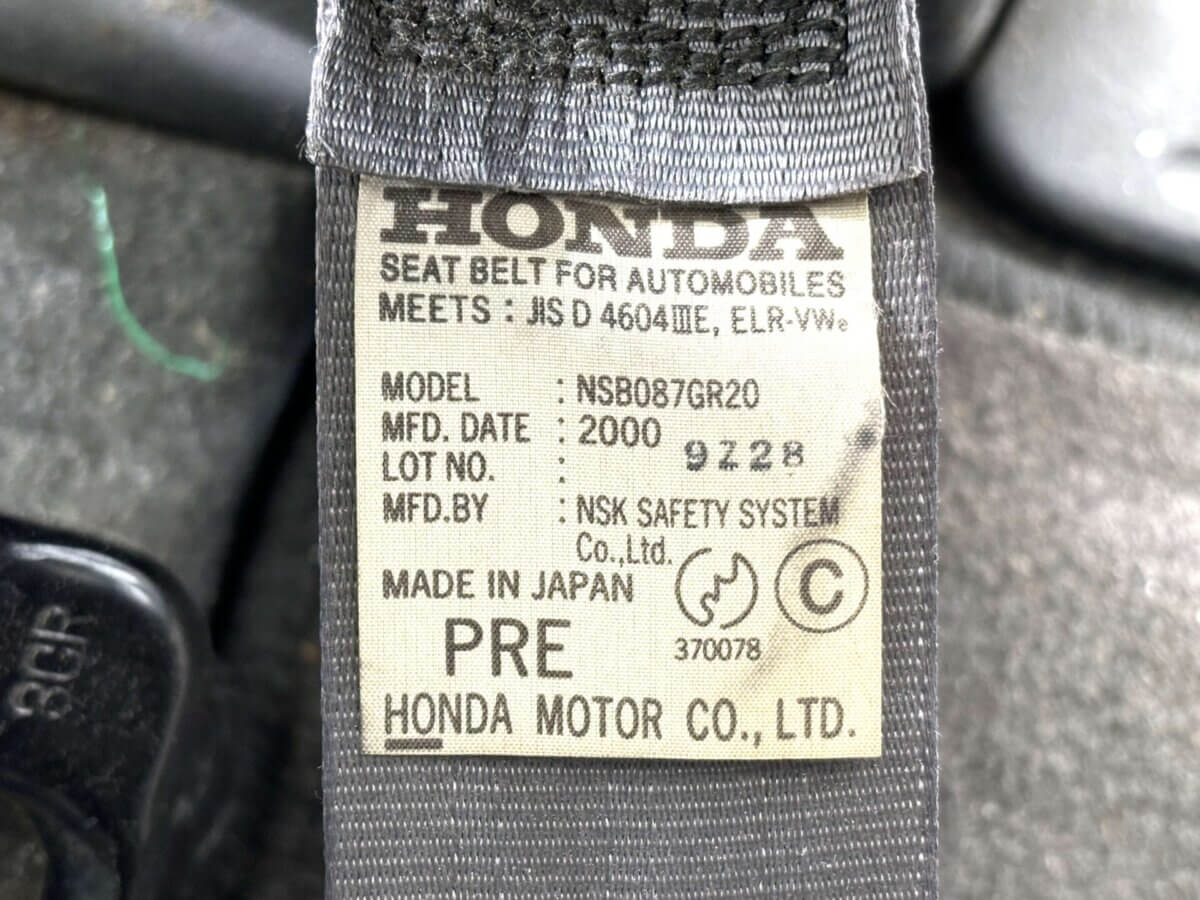 HONDA
SEAT BELT FOR AUTOMOBILES
MEETS : JIS D 4604ⅢE, ELR-VWe
MODEL : NSB087GR20
MFD. DATE : 2000
9Z28
LOT NO. :
MFD.BY : NSK SAFETY SYSTEM
Co.,Ltd.
MADE IN JAPAN
C
370078
PRE
HONDA MOTOR CO., LTD.